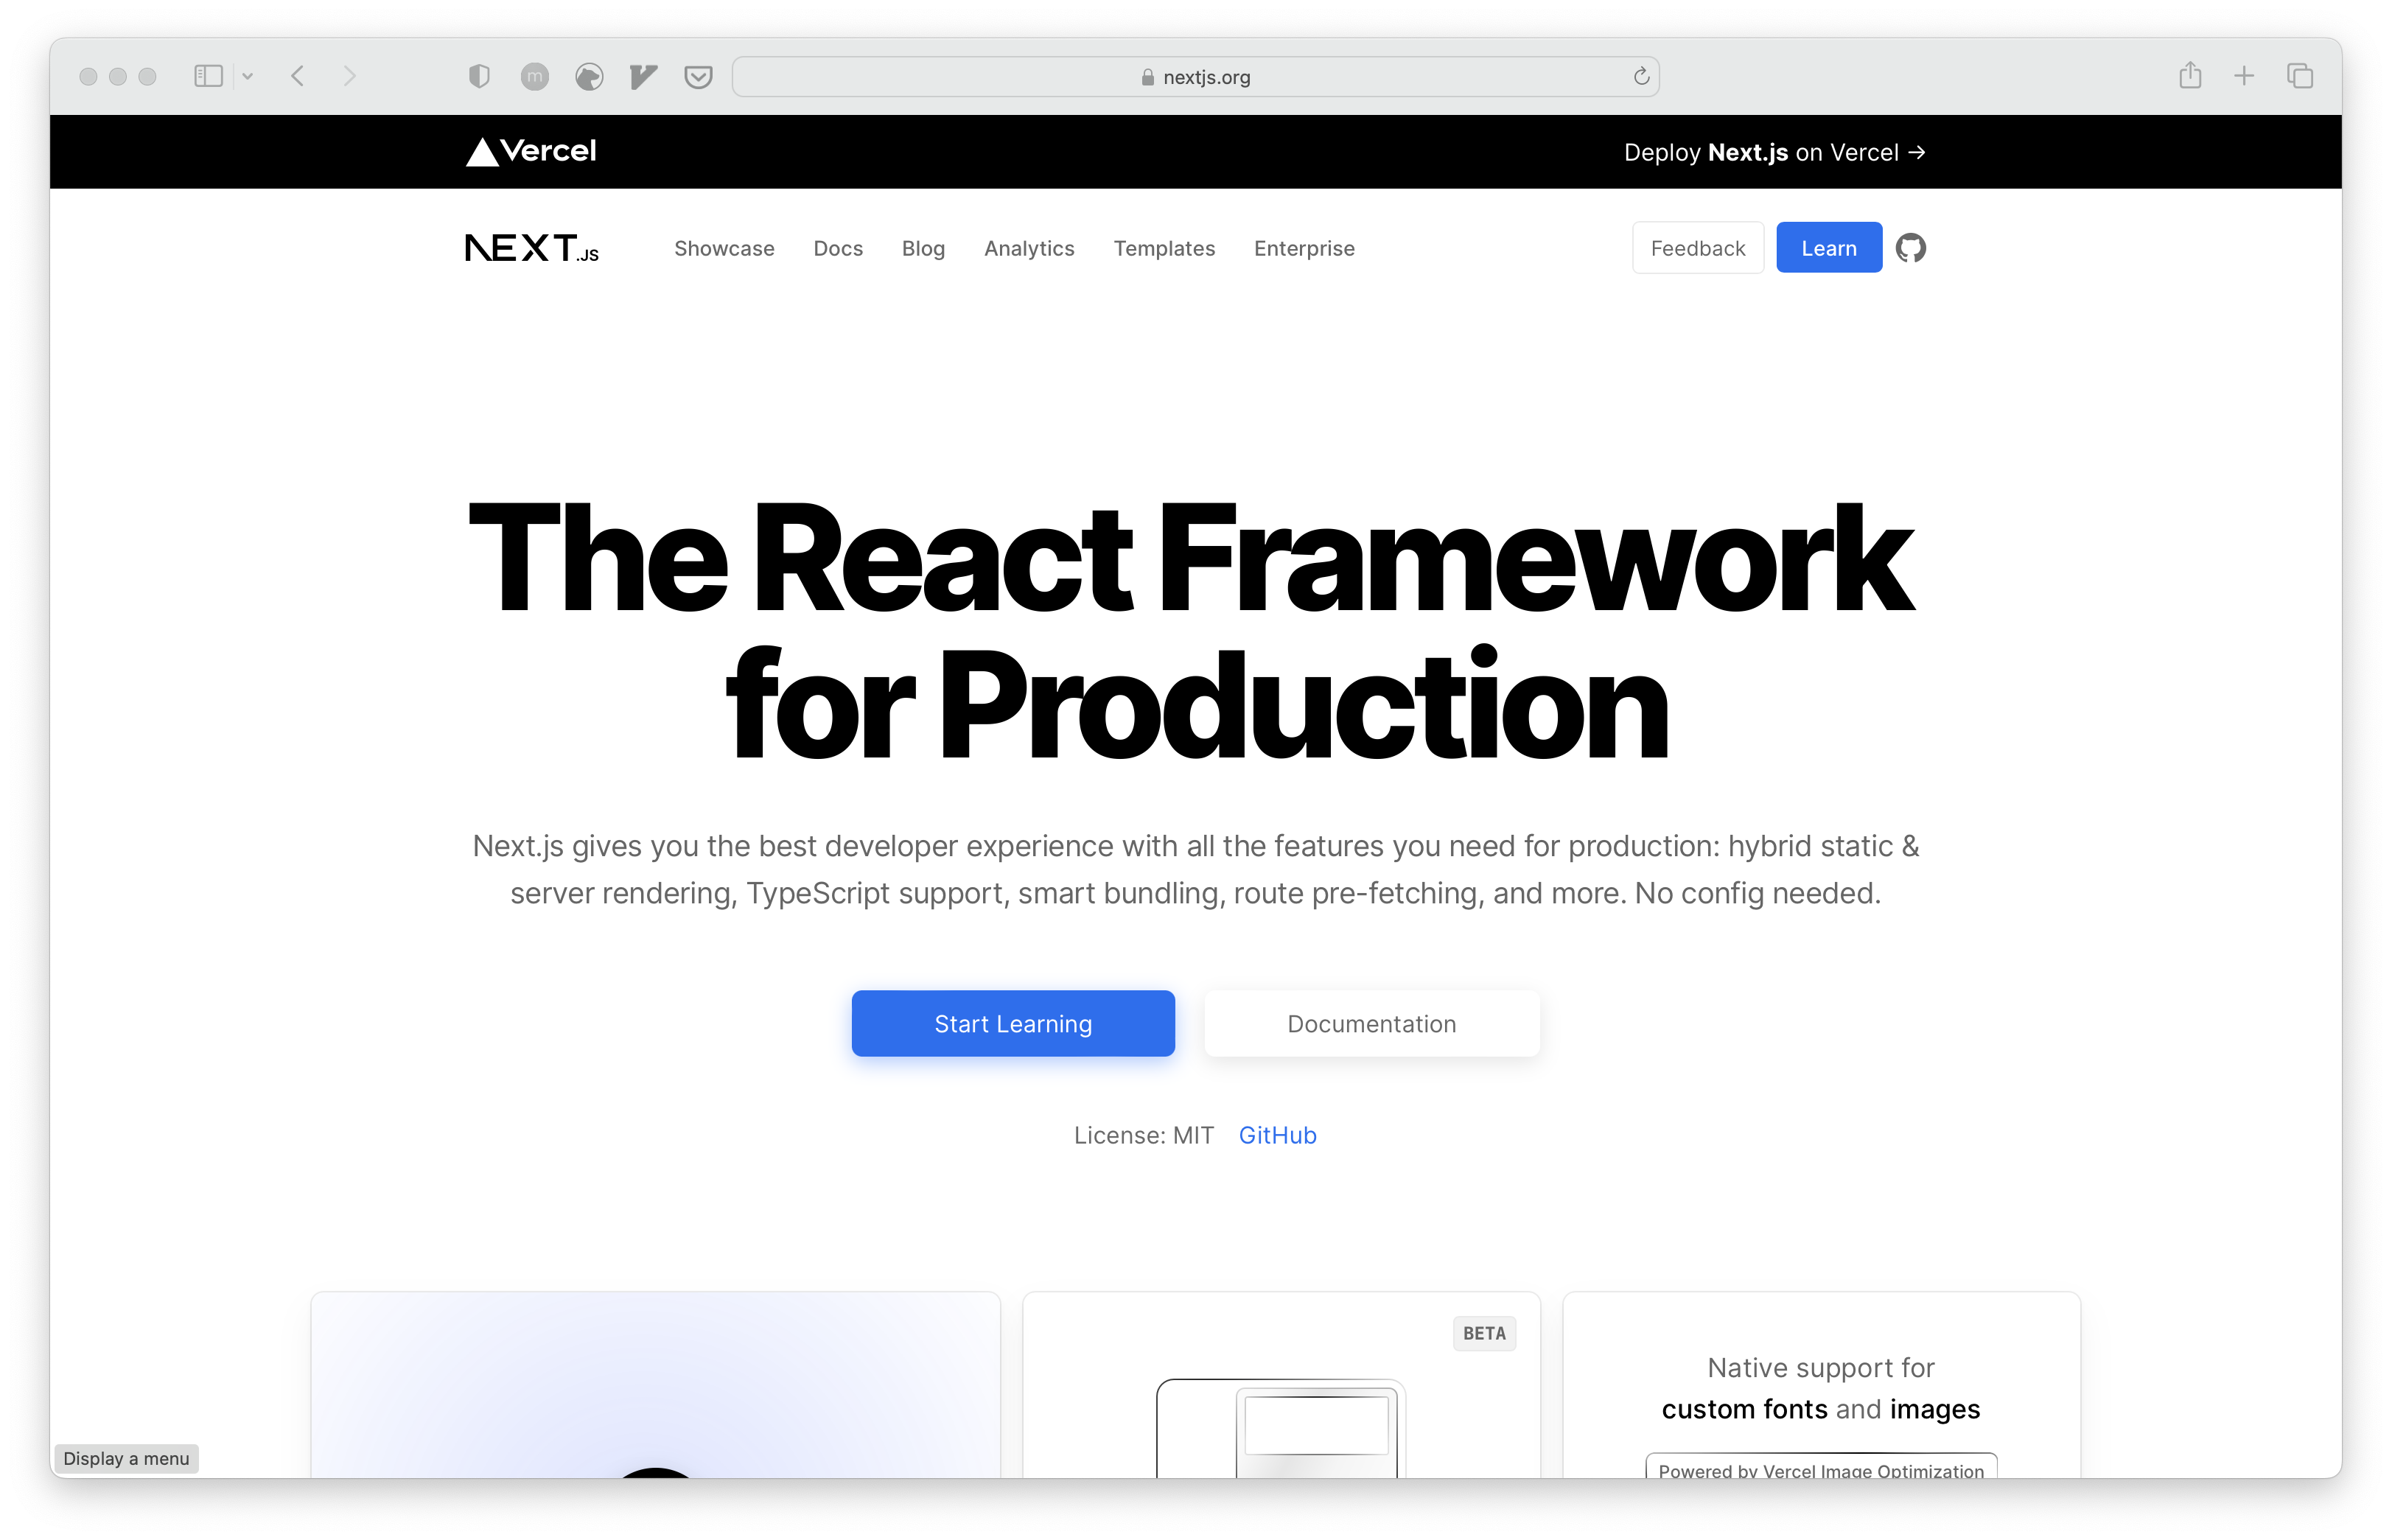 m
nextjs.org
Vercel
Deploy Next.js on Vercel →
NEXT.JS
Showcase
Docs
Blog
Analytics
Templates
Enterprise
Feedback
Learn
The React Framework
for Production
Next.js gives you the best developer experience with all the features you need for production: hybrid static &
server rendering, TypeScript support, smart bundling, route pre-fetching, and more. No config needed.
Start Learning
Documentation
License: MIT
GitHub
BETA
Native support for
custom fonts and images
Powered by Vercel Image Optimization
Display a menu